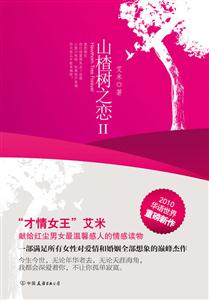 山楂树之恋
II
Hawthorn Tree Forever
艾米 著
2010
华语世界
重磅新作
“才情女王”艾米
献给红尘男女最温馨感人的情感读物
一部满足所有女性对爱情和婚姻全部想象的巅峰杰作
今生今世，无论年华老去，无论天涯海角，
我都会深爱着你，不让你孤单寂寞。
中国友谊出版公司